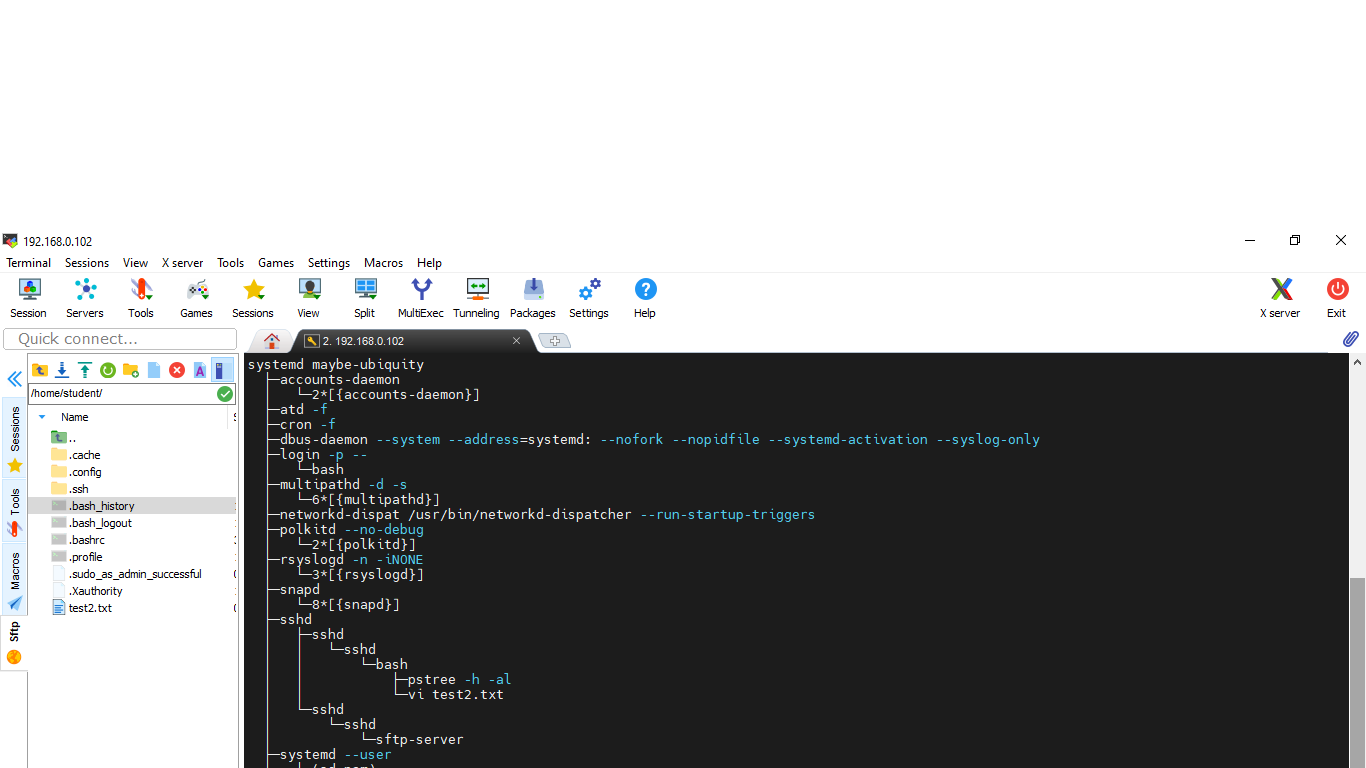 192.168.0.102
Terminal Sessions View X server Tools Games Settings Macros Help
Session Servers Tools Games Sessions View Split MultiExec Tunneling Packages Settings Help X server Exit
Quick connect...
2. 192.168.0.102
/home/student/
Name
..
.cache
.config
.ssh
.bash_history
.bash_logout
.bashrc
.profile
.sudo_as_admin_successful
.Xauthority
test2.txt
Sessions
Tools
Macros
Sftp
systemd maybe-ubiquity
├─accounts-daemon
│ └─2*[{accounts-daemon}]
├─atd -f
├─cron -f
├─dbus-daemon --system --address=systemd: --nofork --nopidfile --systemd-activation --syslog-only
├─login -p --
│ └─bash
├─multipathd -d -s
│ └─6*[{multipathd}]
├─networkd-dispat /usr/bin/networkd-dispatcher --run-startup-triggers
├─polkitd --no-debug
│ └─2*[{polkitd}]
├─rsyslogd -n -iNONE
│ └─3*[{rsyslogd}]
├─snapd
│ └─8*[{snapd}]
├─sshd
│ ├─sshd
│ │ └─sshd
│ │ └─bash
│ │ ├─pstree -h -al
│ │ └─vi test2.txt
│ └─sshd
│ └─sshd
│ └─sftp-server
├─systemd --user